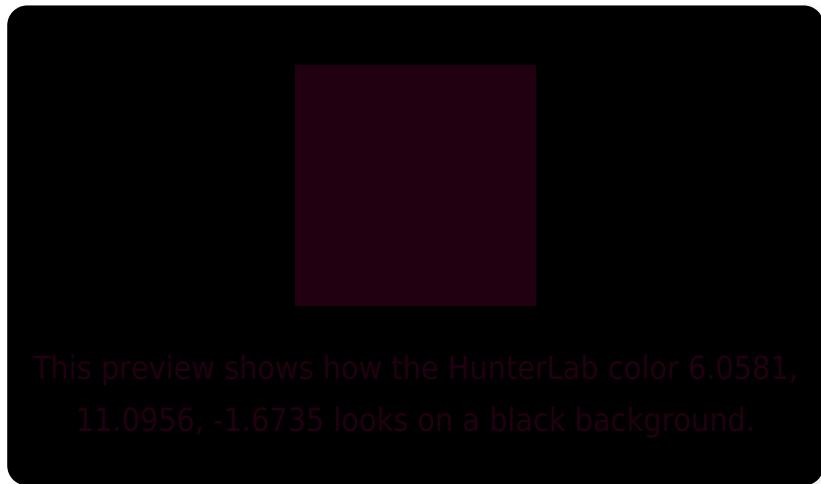 This preview shows how the HunterLab color 6.0581,
11.0956, -1.6735 looks on a black background.